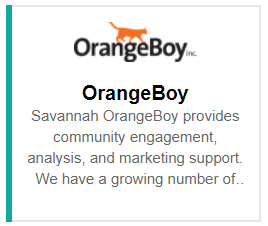 OrangeBoy inc.
OrangeBoy
Savannah OrangeBoy provides
community engagement,
analysis, and marketing support.
We have a growing number of..